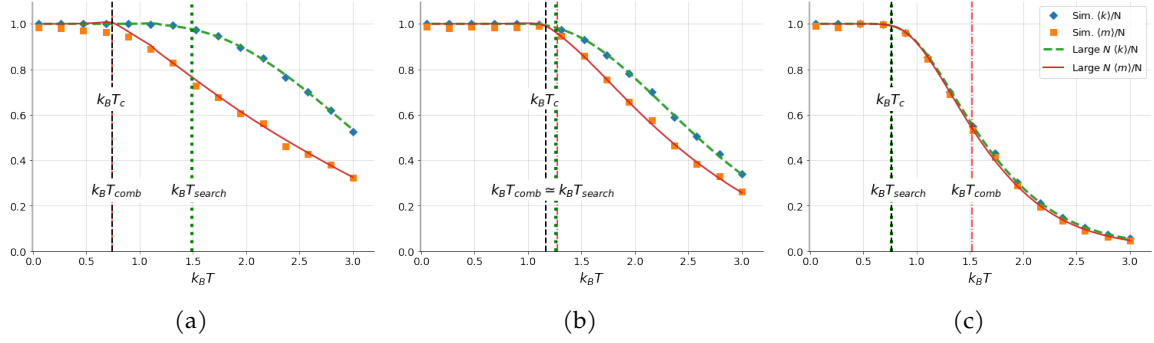 1.0
0.8
0.6
0.4
0.2
0.0
k_BT_c
k_BT_comb
k_BT_search
0.0 0.5 1.0 1.5 2.0 2.5 3.0
k_BT
(a)
1.0
0.8
0.6
0.4
0.2
0.0
k_BT_c
k_BT_comb ≃ k_BT_search
0.0 0.5 1.0 1.5 2.0 2.5 3.0
k_BT
(b)
1.0
0.8
0.6
0.4
0.2
0.0
Sim. ⟨k⟩/N
Sim. ⟨m⟩/N
Large N ⟨k⟩/N
Large N ⟨m⟩/N
k_BT_c
k_BT_search
k_BT_comb
0.0 0.5 1.0 1.5 2.0 2.5 3.0
k_BT
(c)